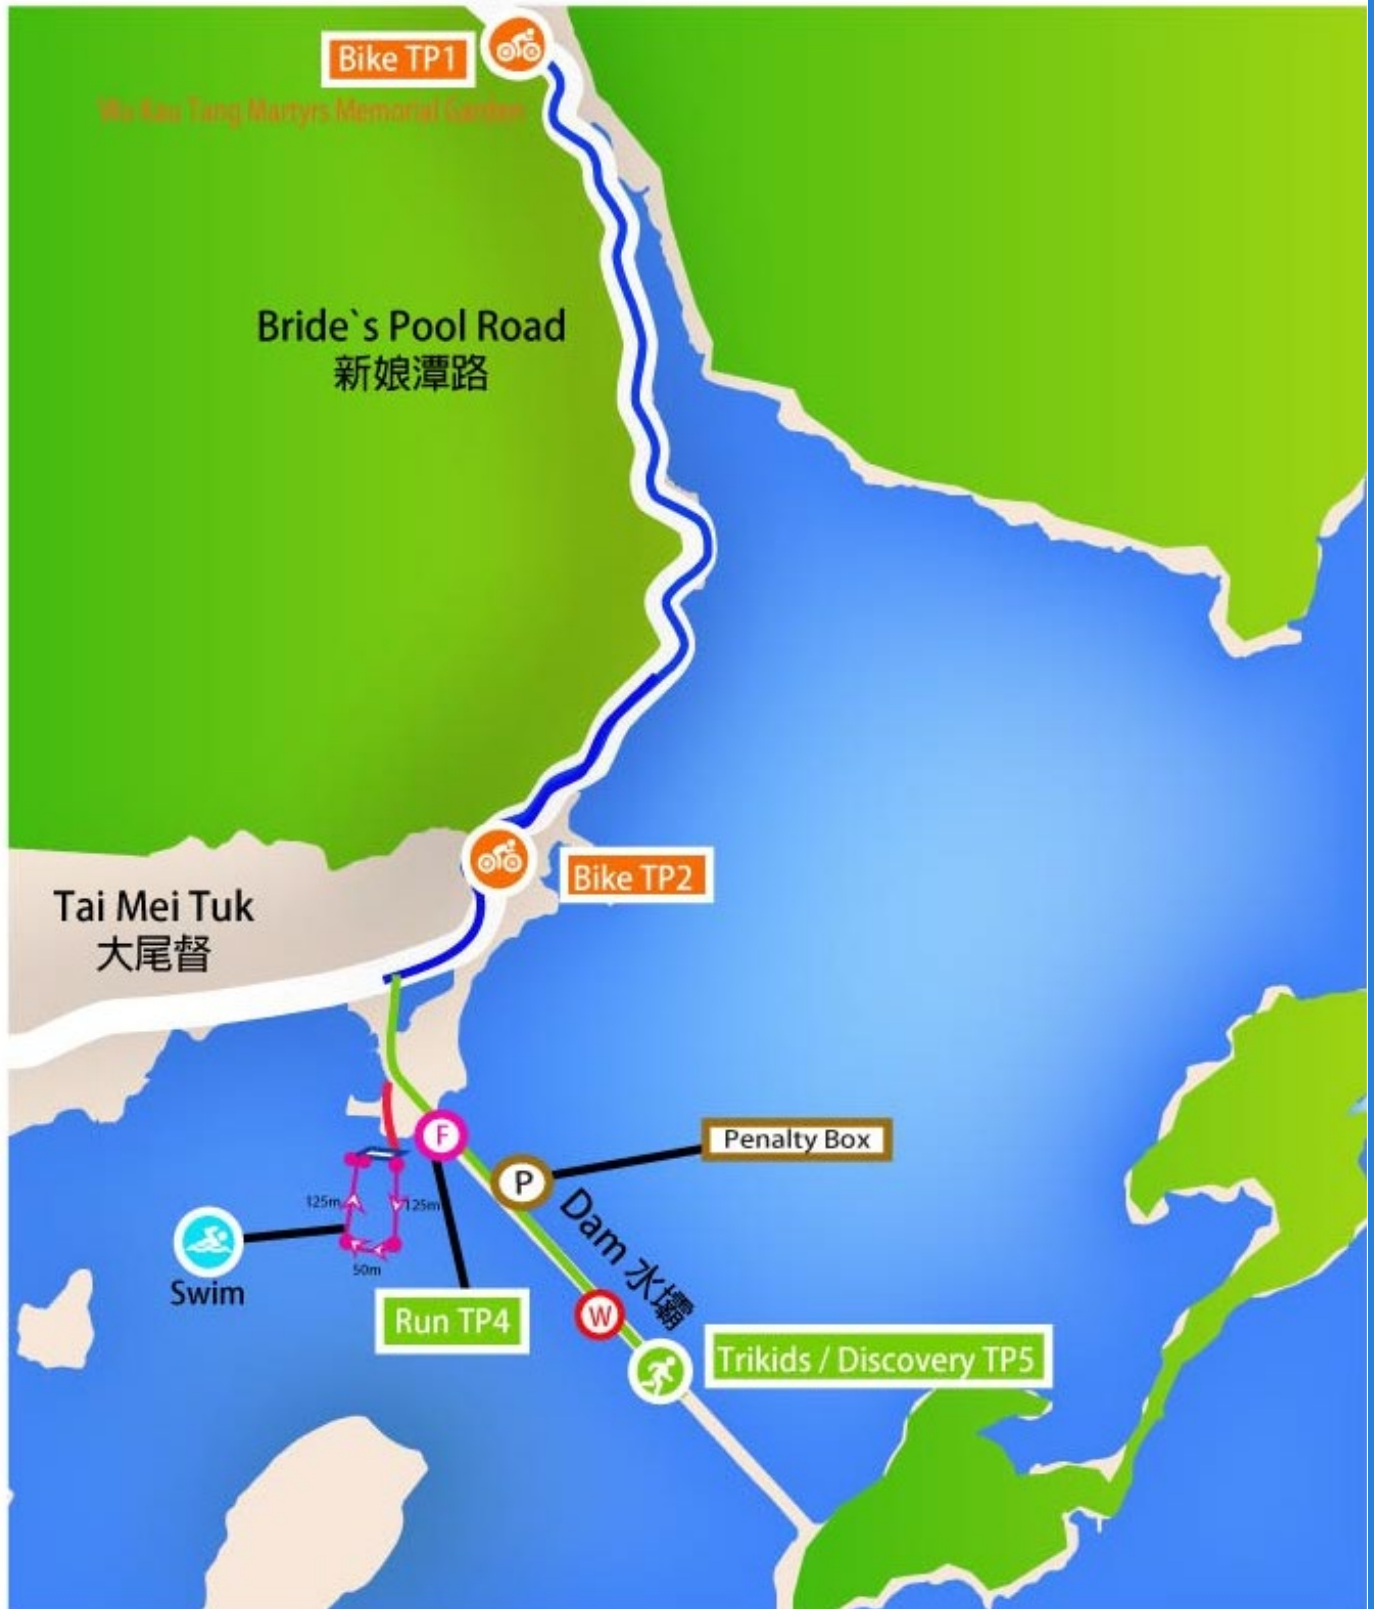 Bike TP1
Wu Kau Tang Martyrs Memorial Garden
Bride`s Pool Road
新娘潭路
Bike TP2
Tai Mei Tuk
大尾督
F
Penalty Box
P
125m
125m
50m
Swim
Dam 水壩
Run TP4
W
Trikids / Discovery TP5